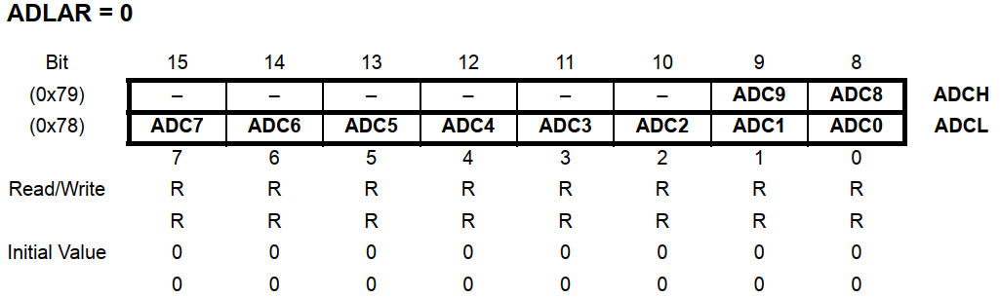 ADLAR = 0
Bit 15 14 13 12 11 10 9 8
(0x79) – – – – – – ADC9 ADC8 ADCH
(0x78) ADC7 ADC6 ADC5 ADC4 ADC3 ADC2 ADC1 ADC0 ADCL
7 6 5 4 3 2 1 0
Read/Write R R R R R R R R
R R R R R R R R
Initial Value 0 0 0 0 0 0 0 0
0 0 0 0 0 0 0 0